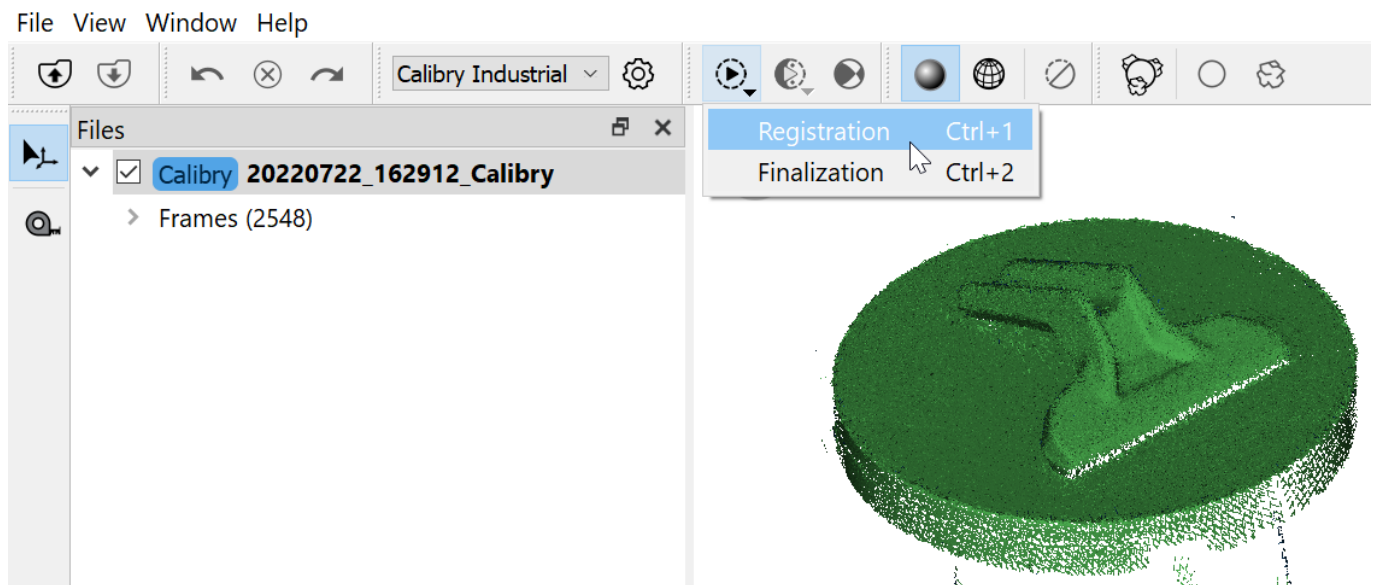 File View Window Help
Calibry Industrial
Files
Registration Ctrl+1
Calibry 20220722_162912_Calibry
Finalization Ctrl+2
Frames (2548)